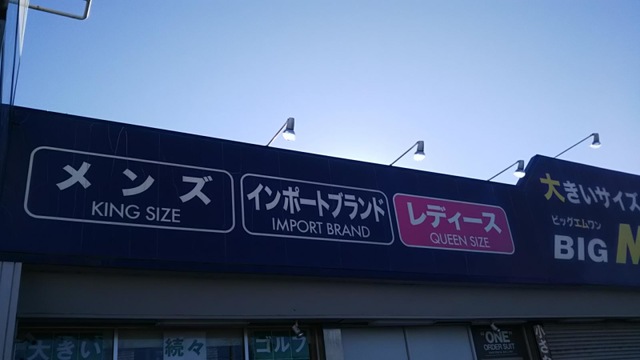 メンズ
KING SIZE
インポートブランド
IMPORT BRAND
レディース
QUEEN SIZE
大きいサイズ
ビッグエムワン
BIG M
大きい
続々
ゴルフ
"ONE"
ORDER SUIT